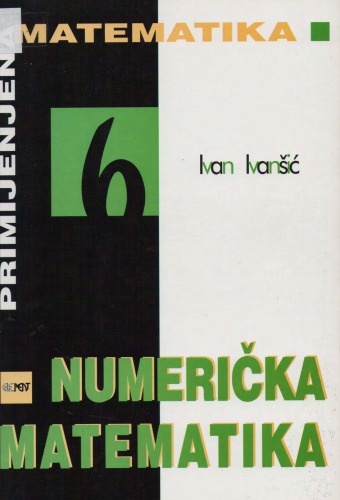 PRIMIJENJENA
MATEMATIKA
6
Ivan Ivanšić
ELEMENT
NUMERIČKA
MATEMATIKA